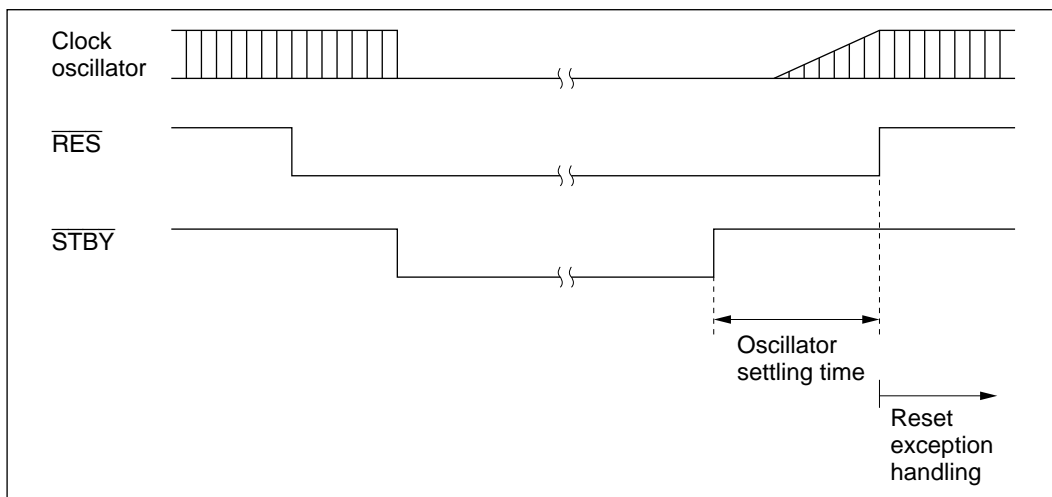 Clock
oscillator
RES
STBY
Oscillator
settling time
Reset
exception
handling